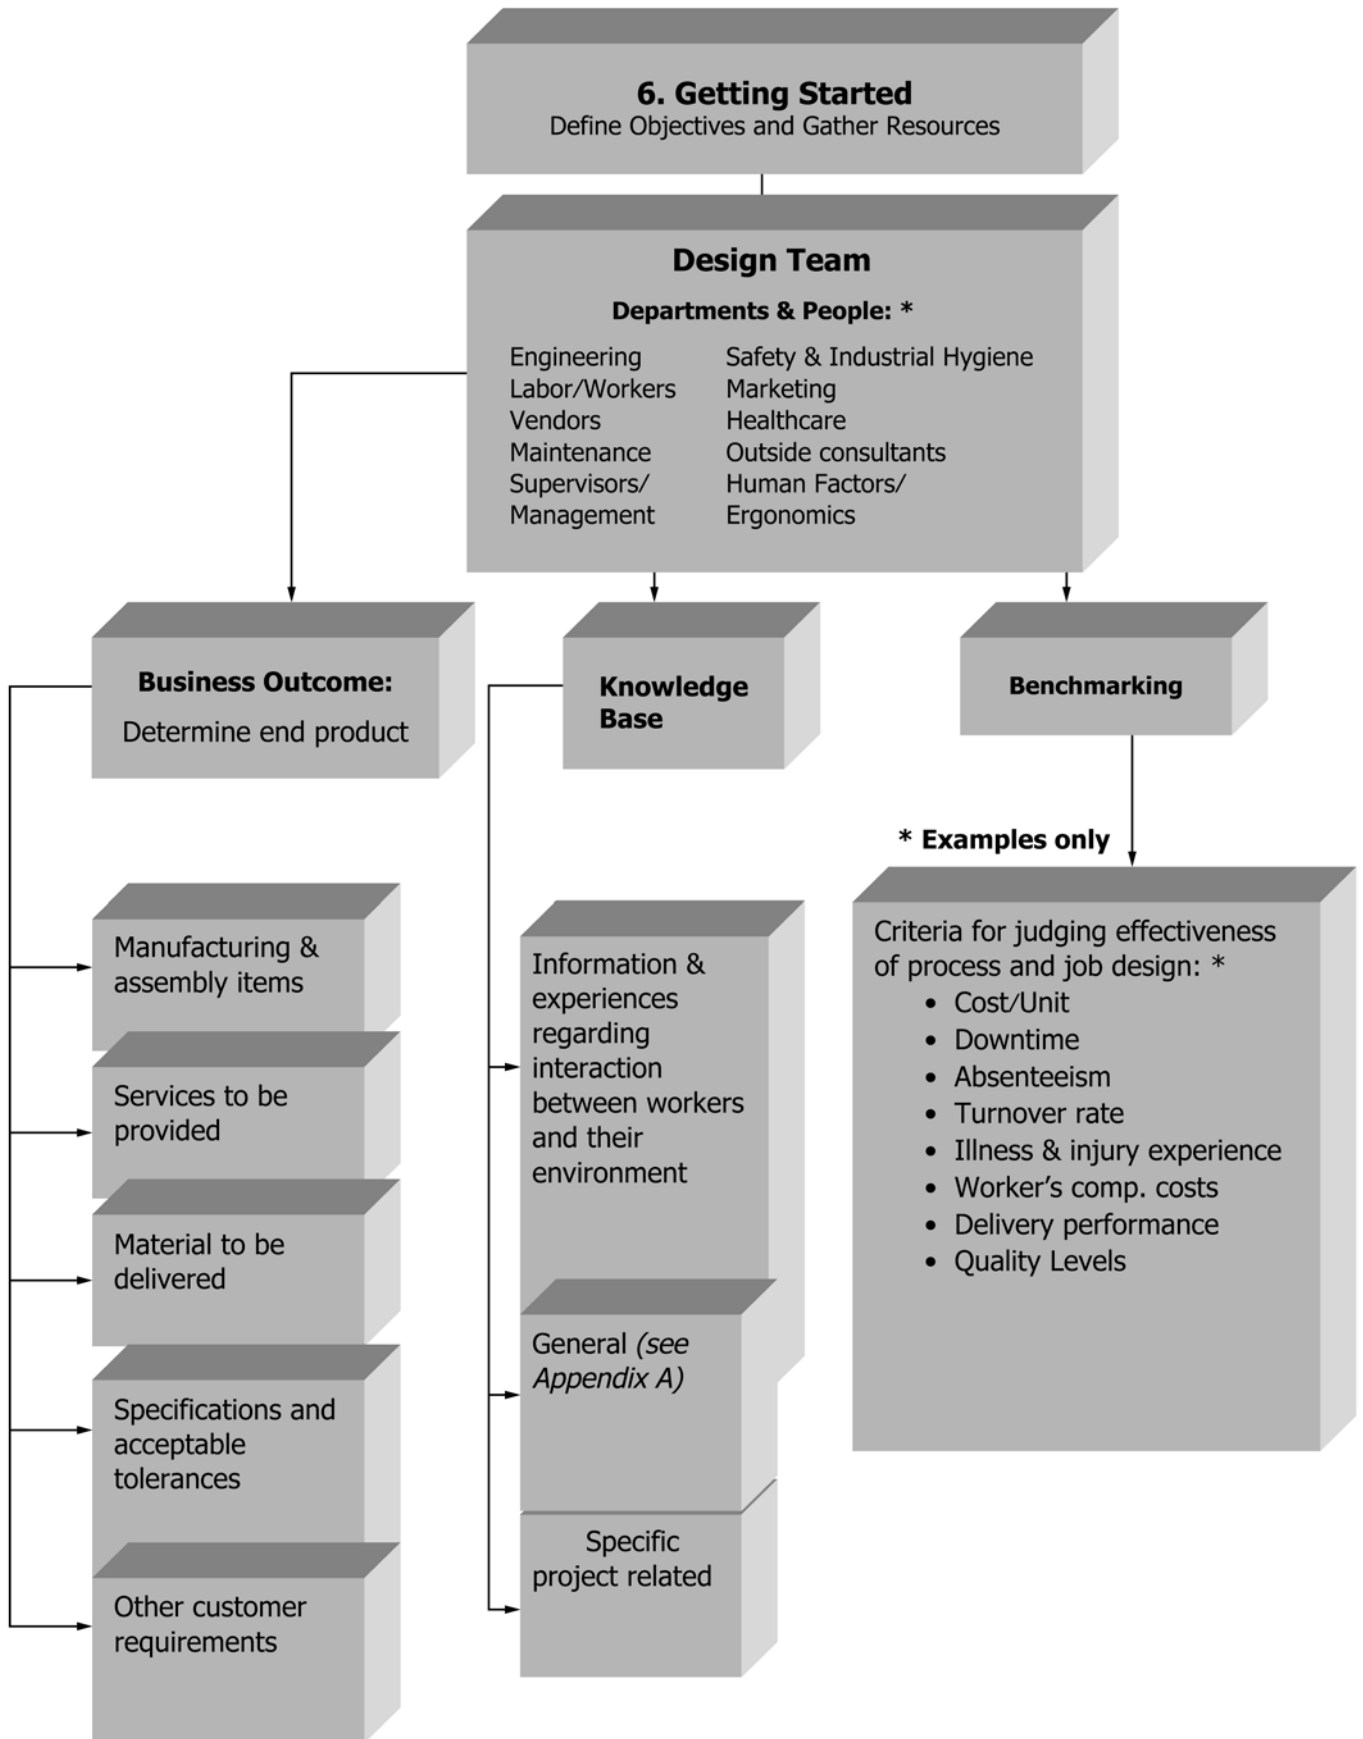 6. Getting Started
Define Objectives and Gather Resources
Design Team
Departments & People: *
Engineering
Labor/Workers
Vendors
Maintenance
Supervisors/
Management
Safety & Industrial Hygiene
Marketing
Healthcare
Outside consultants
Human Factors/
Ergonomics
Business Outcome:
Determine end product
Manufacturing &
assembly items
Services to be
provided
Material to be
delivered
Specifications and
acceptable
tolerances
Other customer
requirements
Knowledge
Base
Information &
experiences
regarding
interaction
between workers
and their
environment
General (see
Appendix A)
Specific
project related
Benchmarking
* Examples only
Criteria for judging effectiveness
of process and job design: *
• Cost/Unit
• Downtime
• Absenteeism
• Turnover rate
• Illness & injury experience
• Worker’s comp. costs
• Delivery performance
• Quality Levels